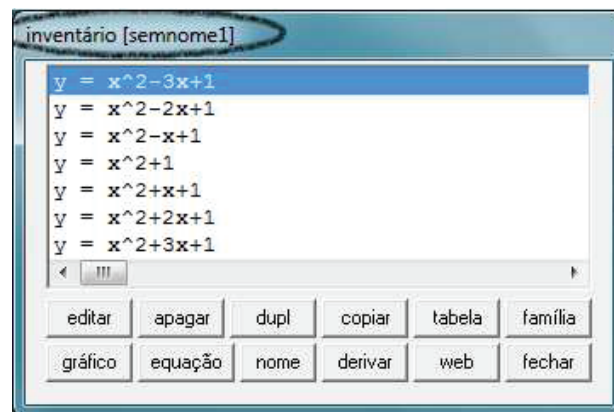 inventário [semnome1]
y = x^2-3x+1
y = x^2-2x+1
y = x^2-x+1
y = x^2+1
y = x^2+x+1
y = x^2+2x+1
y = x^2+3x+1
editar apagar dupl copiar tabela família
gráfico equação nome derivar web fechar